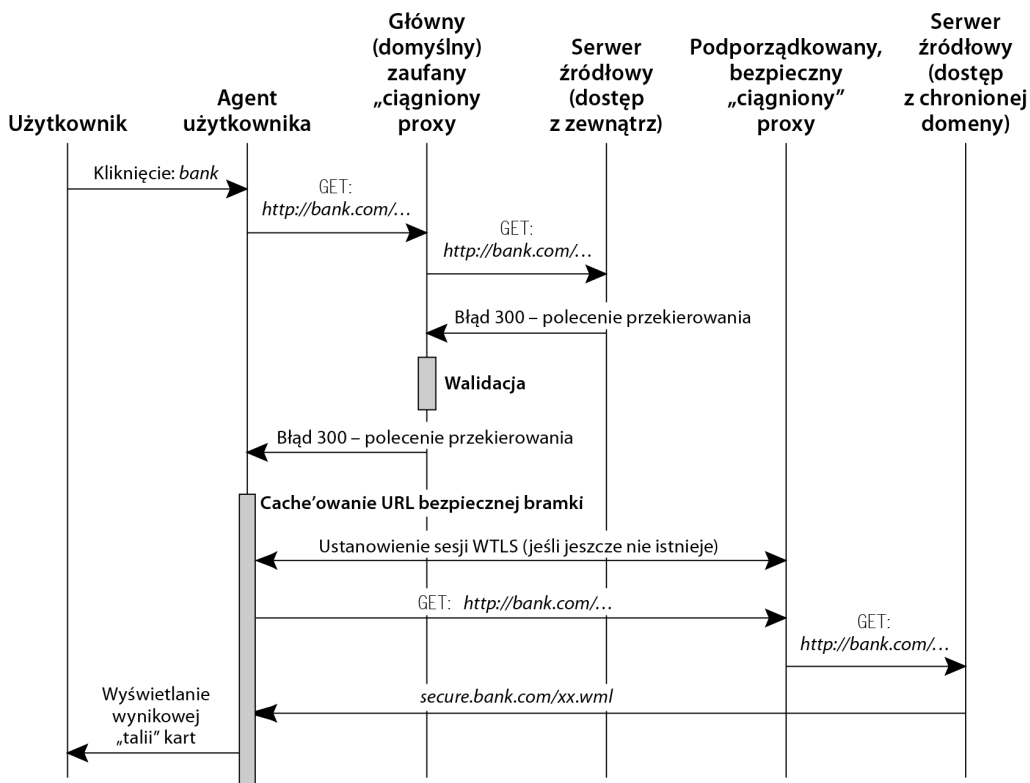 Użytkownik
Agent
użytkownika
Główny
(domyślny)
zaufany
„ciągniony
proxy
Serwer
źródłowy
(dostęp
z zewnątrz)
Podporządkowany,
bezpieczny
„ciągniony”
proxy
Serwer
źródłowy
(dostęp
z chronionej
domeny)
Kliknięcie: bank
GET:
http://bank.com/…
GET:
http://bank.com/…
Błąd 300 – polecenie przekierowania
Walidacja
Błąd 300 – polecenie przekierowania
Cache’owanie URL bezpiecznej bramki
Ustanowienie sesji WTLS (jeśli jeszcze nie istnieje)
GET: http://bank.com/…
GET:
http://bank.com/…
secure.bank.com/xx.wml
Wyświetlanie
wynikowej
„talii” kart